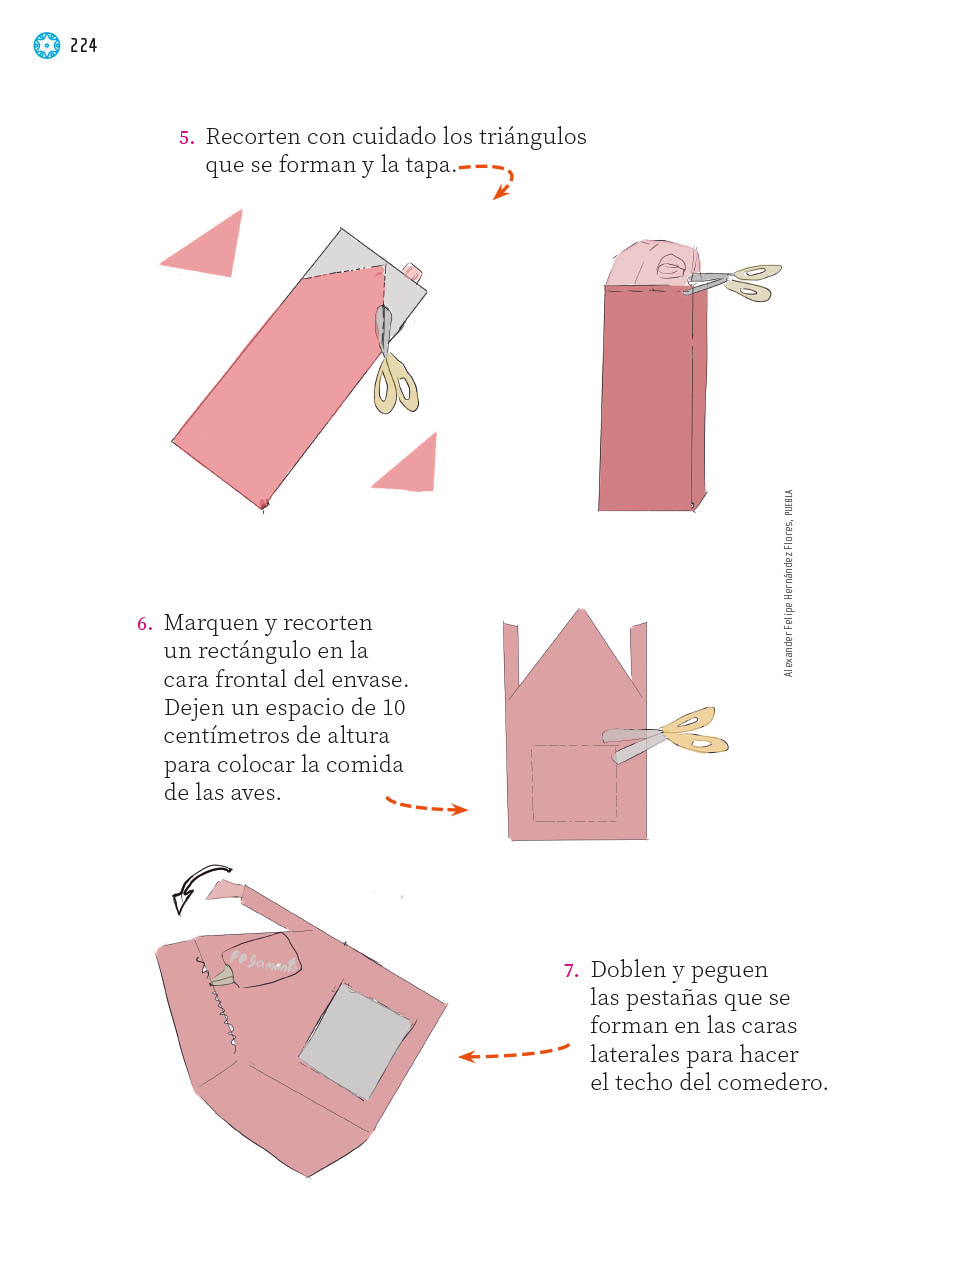 224
5. Recorten con cuidado los triángulos
que se forman y la tapa.
Alexander Felipe Hernández Flores, PUEBLA
6. Marquen y recorten
un rectángulo en la
cara frontal del envase.
Dejen un espacio de 10
centímetros de altura
para colocar la comida
de las aves.
pegamento
7. Doblen y peguen
las pestañas que se
forman en las caras
laterales para hacer
el techo del comedero.